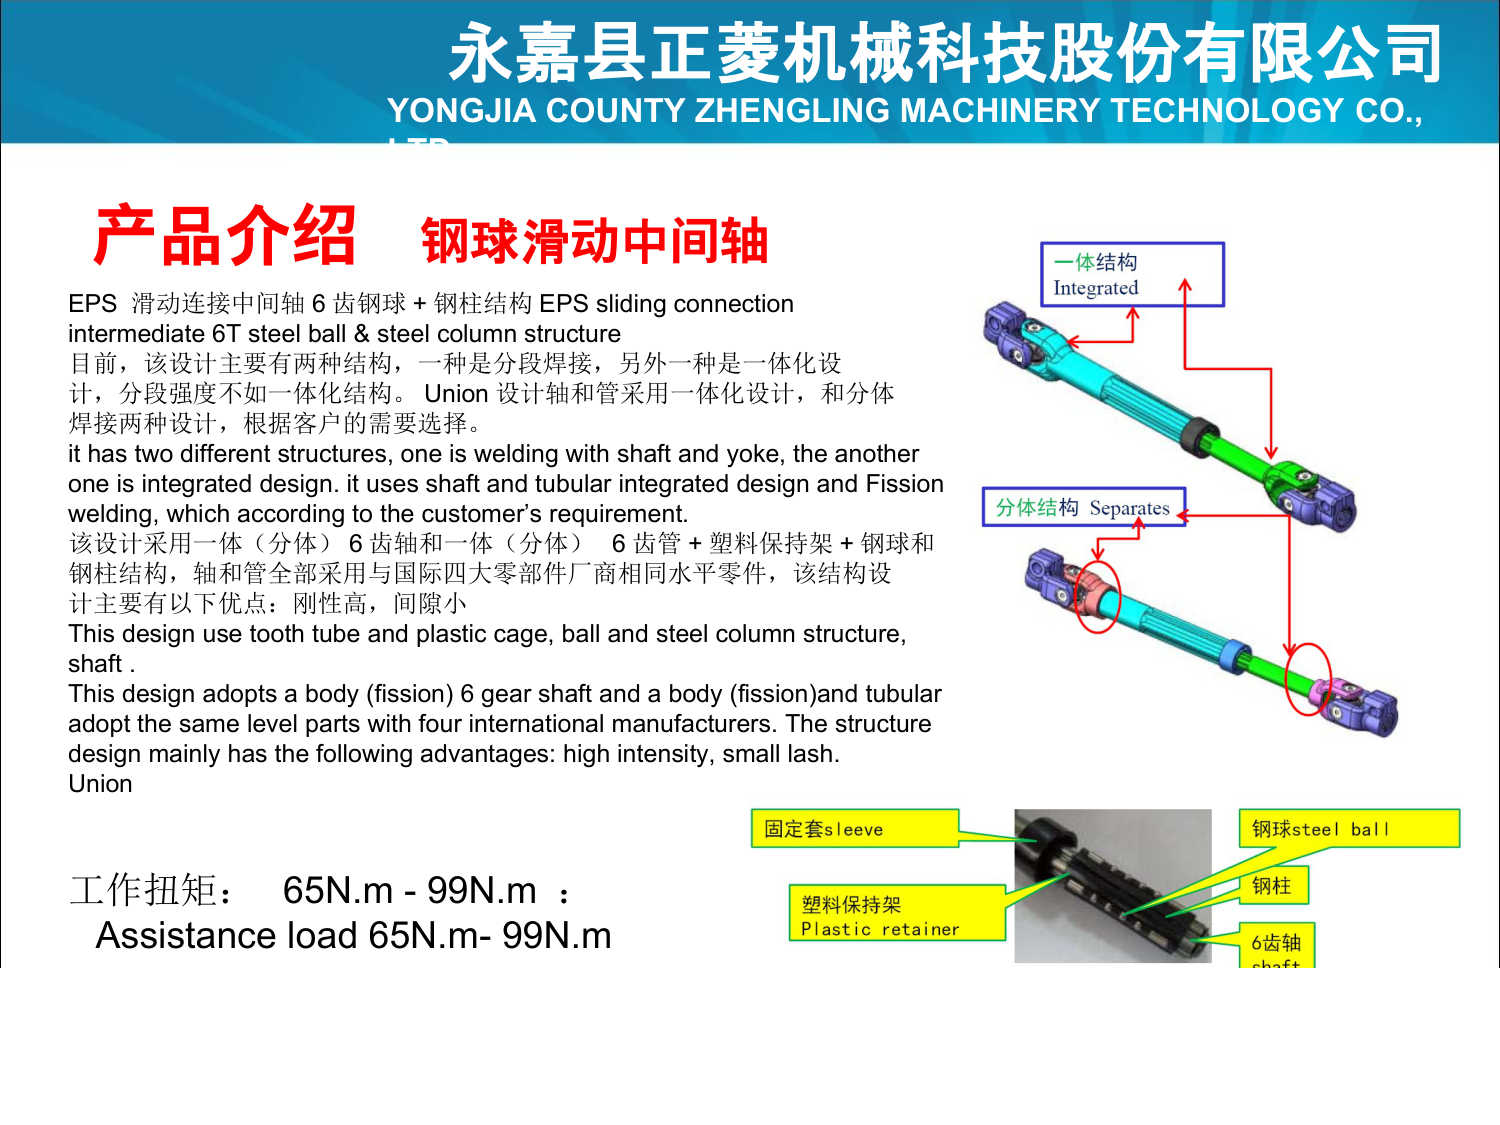 永嘉县正菱机械科技股份有限公司
YONGJIA COUNTY ZHENGLING MACHINERY TECHNOLOGY CO.,
LTD
产品介绍 钢球滑动中间轴
EPS 滑动连接中间轴 6 齿钢球 + 钢柱结构 EPS sliding connection
intermediate 6T steel ball & steel column structure
目前，该设计主要有两种结构，一种是分段焊接，另外一种是一体化设
计，分段强度不如一体化结构。 Union 设计轴和管采用一体化设计，和分体
焊接两种设计，根据客户的需要选择。
it has two different structures, one is welding with shaft and yoke, the another
one is integrated design. it uses shaft and tubular integrated design and Fission
welding, which according to the customer’s requirement.
该设计采用一体（分体） 6 齿轴和一体（分体） 6 齿管 + 塑料保持架 + 钢球和
钢柱结构，轴和管全部采用与国际四大零部件厂商相同水平零件，该结构设
计主要有以下优点：刚性高，间隙小
This design use tooth tube and plastic cage, ball and steel column structure,
shaft .
This design adopts a body (fission) 6 gear shaft and a body (fission)and tubular
adopt the same level parts with four international manufacturers. The structure
design mainly has the following advantages: high intensity, small lash.
Union
工作扭矩： 65N.m - 99N.m ：
Assistance load 65N.m- 99N.m
一体结构
Integrated
分体结构 Separates
固定套sleeve
塑料保持架
Plastic retainer
钢球steel ball
钢柱
6齿轴
shaft